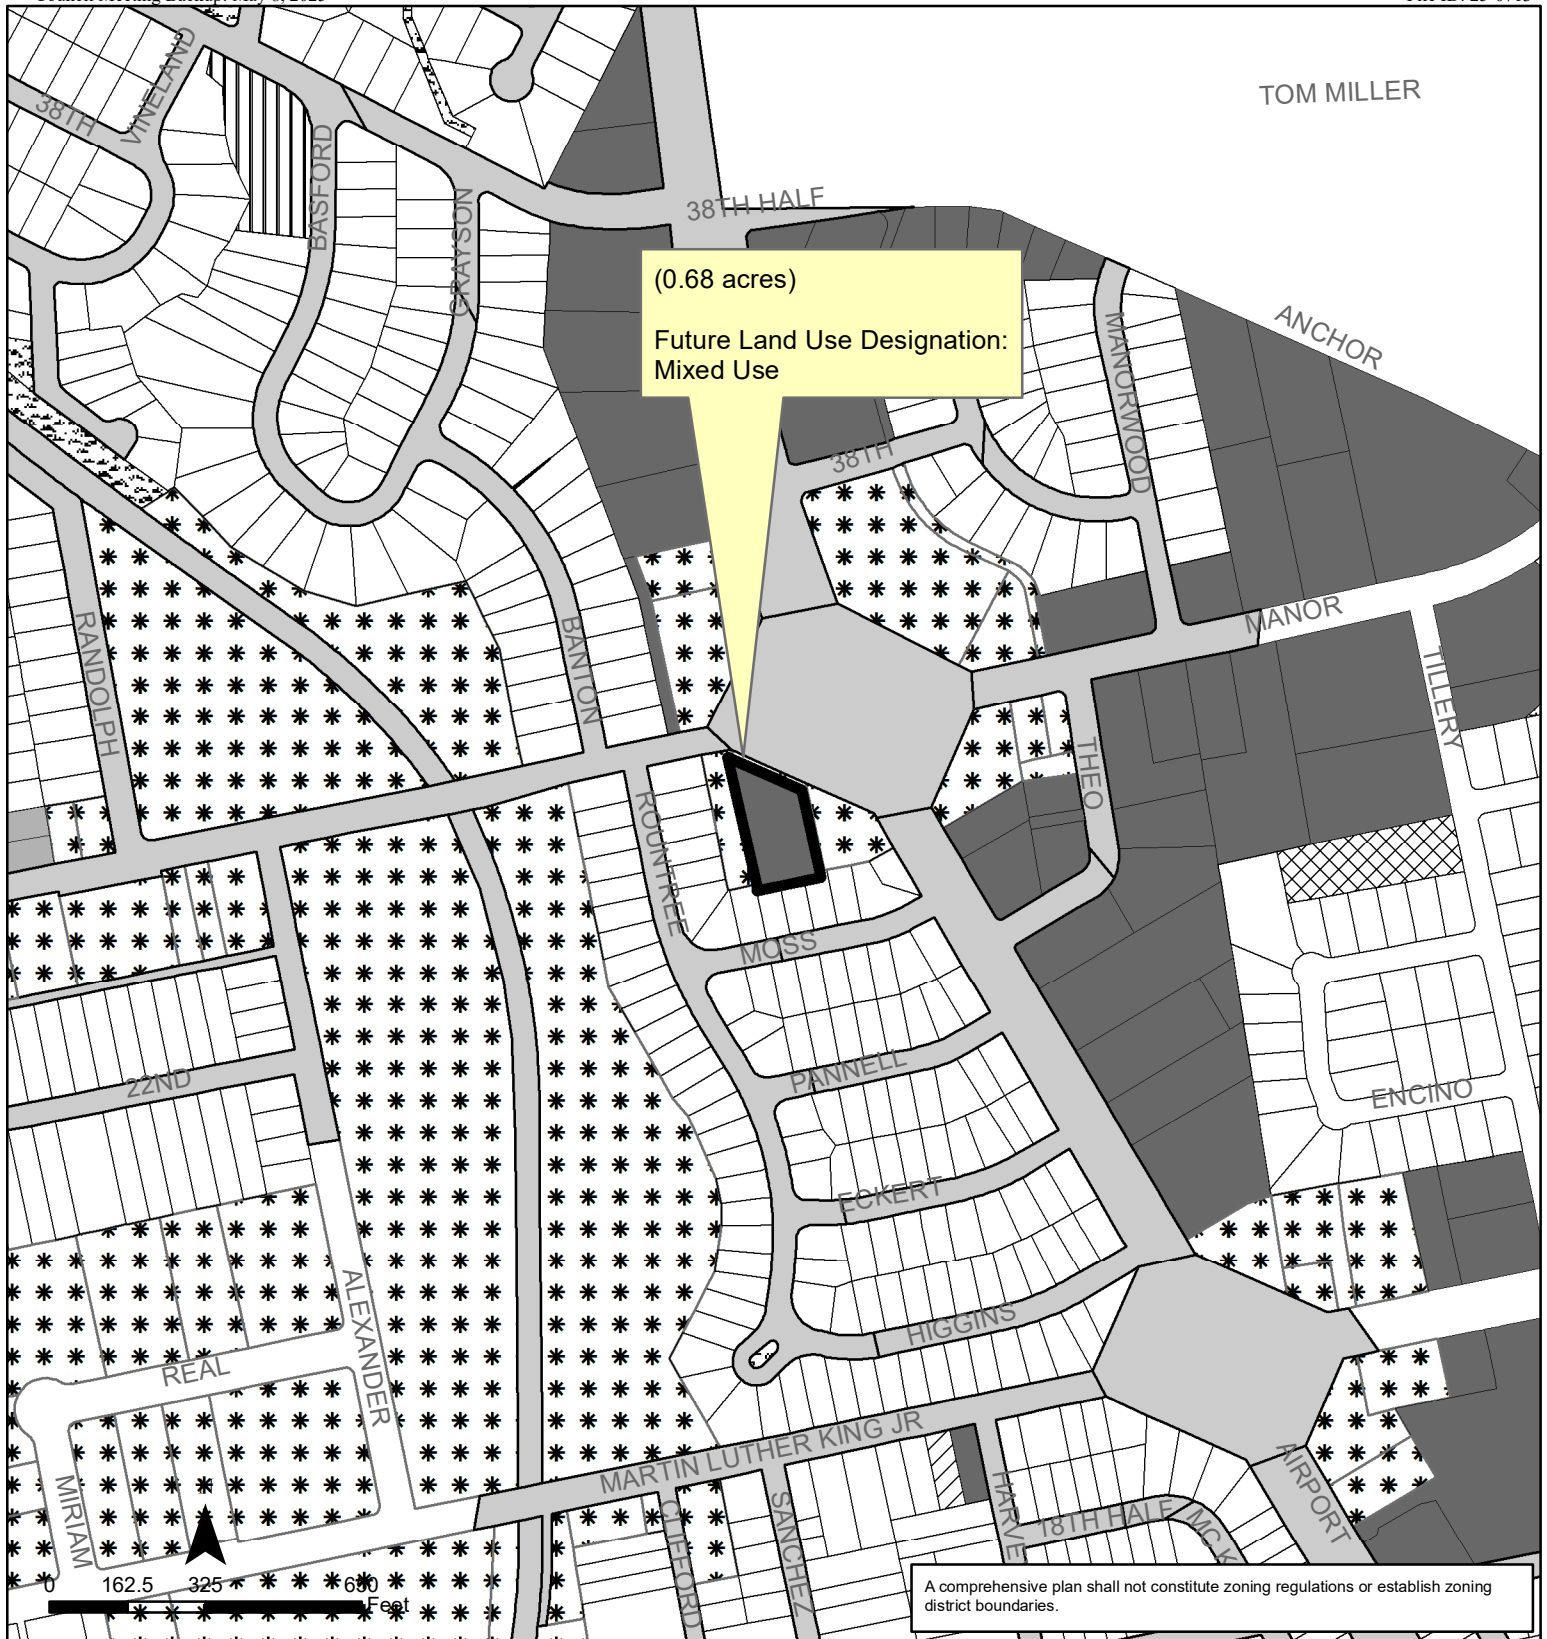 TOM MILLER
VINELAND
38TH
BASFORD
GRAYSON
38TH HALF
(0.68 acres)
Future Land Use Designation:
Mixed Use
ANCHOR
MANORWOOD
38TH
MANOR
RANDOLPH
BANTON
TILLERY
THEO
ROUNTREE
MOSS
PANNELL
22ND
ENCINO
ECKERT
ALEXANDER
HIGGINS
REAL
MARTIN LUTHER KING JR
MIRIAM
CLIFFORD
SANCHEZ
HARVE
18TH HALF
MC K
AIRPORT
0 162.5 325 650
Feet
A comprehensive plan shall not constitute zoning regulations or establish zoning
district boundaries.